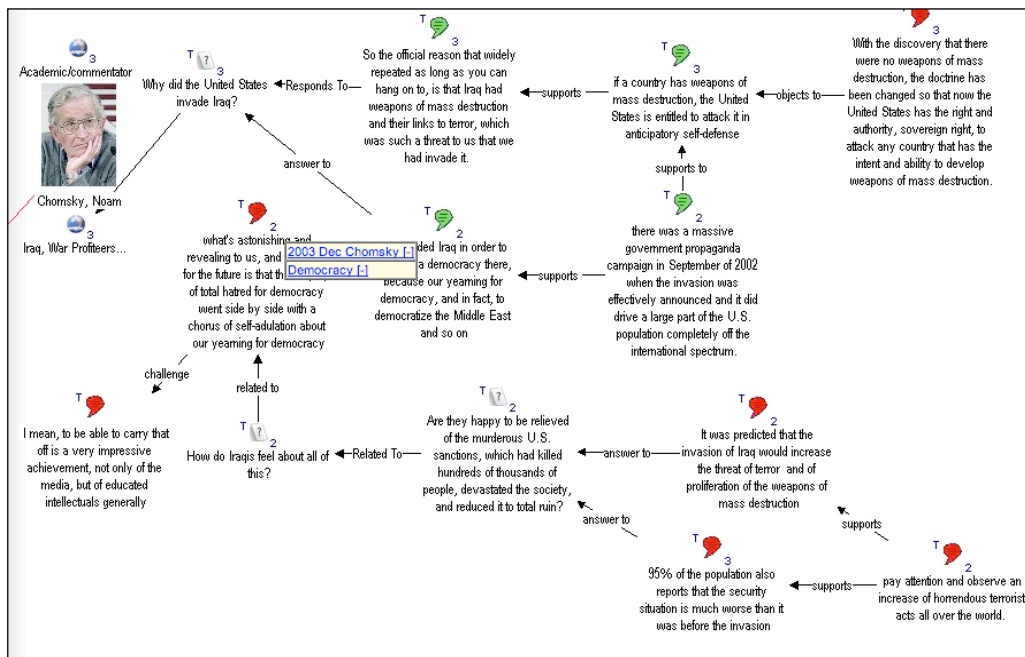 3
Academic/commentator
Chomsky, Noam
3
Iraq, War Profiteers...
T
?
3
Why did the United States
invade Iraq?
Responds To
T
3
So the official reason that widely
repeated as long as you can
hang on to, is that Iraq had
weapons of mass destruction
and their links to terror, which
was such a threat to us that we
had invade it.
supports
T
3
if a country has weapons of
mass destruction, the United
States is entitled to attack it in
anticipatory self-defense
objects to
T
3
With the discovery that there
were no weapons of mass
destruction, the doctrine has
been changed so that now the
United States has the right and
authority, sovereign right, to
attack any country that has the
intent and ability to develop
weapons of mass destruction.
answer to
supports to
T
2
what's astonishing and
revealing to us, and
for the future is that
of total hatred for democracy
went side by side with a
chorus of self-adulation about
our yearning for democracy
2003 Dec Chomsky [-]
Democracy [-]
T
2
Iraq in order to
a democracy there,
because our yearning for
democracy, and in fact, to
democratize the Middle East
and so on
supports
T
2
there was a massive
government propaganda
campaign in September of 2002
when the invasion was
effectively announced and it did
drive a large part of the U.S.
population completely off the
international spectrum.
challenge
related to
T
2
I mean, to be able to carry that
off is a very impressive
achievement, not only of the
media, but of educated
intellectuals generally
T
?
2
How do Iraqis feel about all of
this?
Related To
T
?
2
Are they happy to be relieved
of the murderous U.S.
sanctions, which had killed
hundreds of thousands of
people, devastated the society,
and reduced it to total ruin?
answer to
T
2
It was predicted that the
invasion of Iraq would increase
the threat of terror and of
proliferation of the weapons of
mass destruction
answer to
supports
T
3
95% of the population also
reports that the security
situation is much worse than it
was before the invasion
supports
T
2
pay attention and observe an
increase of horrendous terrorist
acts all over the world.